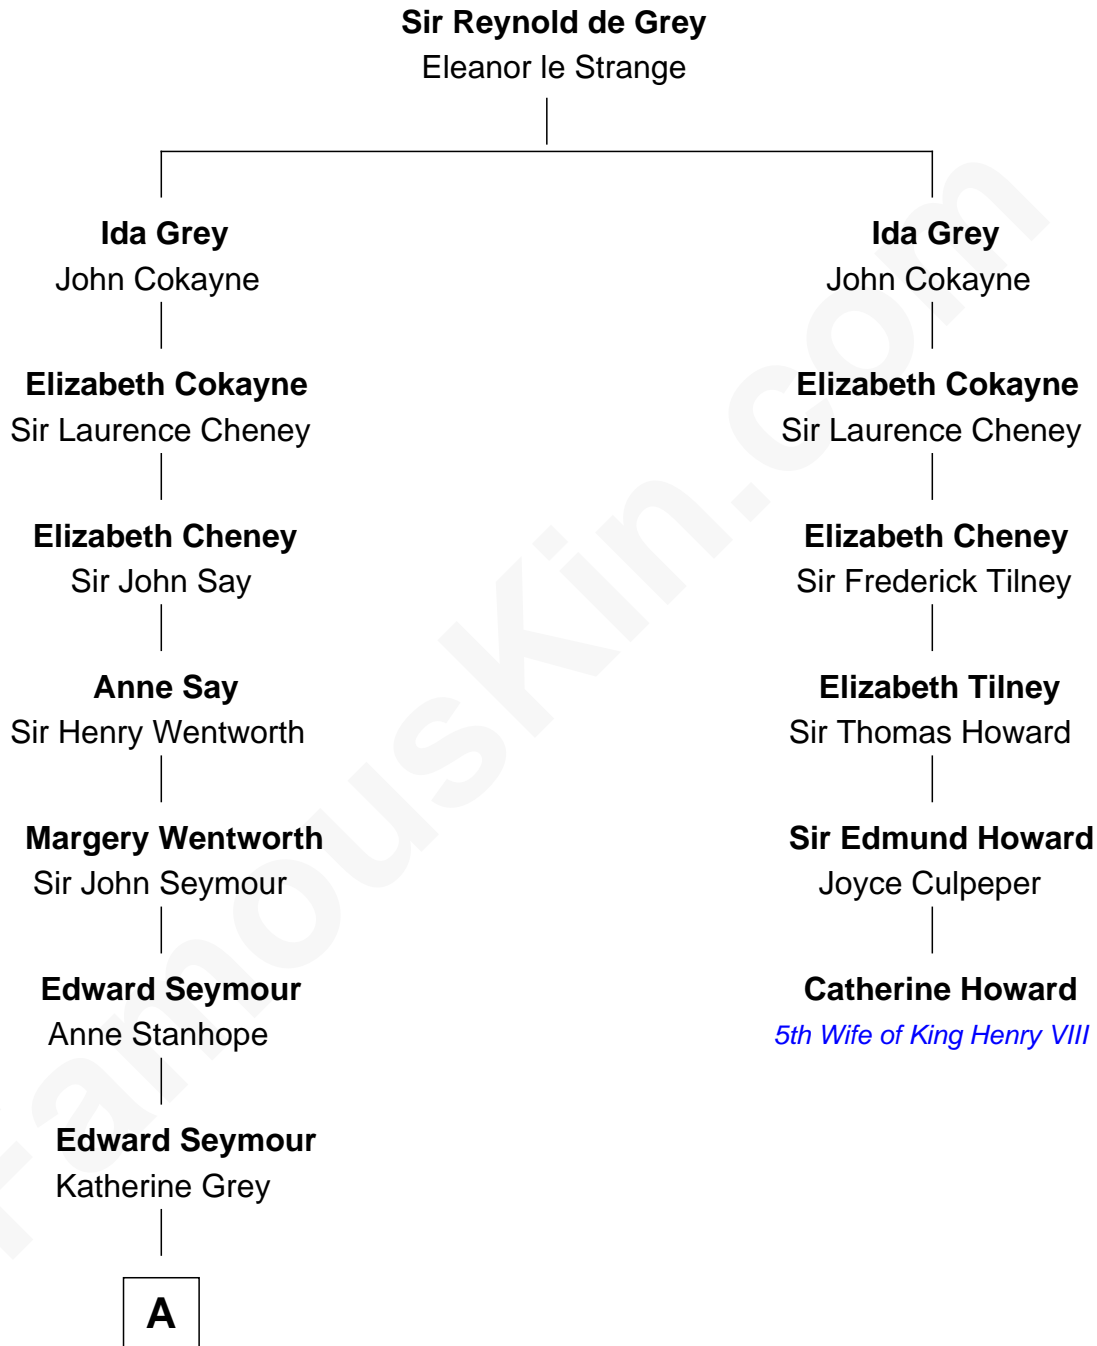 Sir Reynold de Grey
Eleanor le Strange
Ida Grey
John Cokayne
Elizabeth Cokayne
Sir Laurence Cheney
Elizabeth Cheney
Sir John Say
Anne Say
Sir Henry Wentworth
Margery Wentworth
Sir John Seymour
Edward Seymour
Anne Stanhope
Edward Seymour
Katherine Grey
A
Ida Grey
John Cokayne
Elizabeth Cokayne
Sir Laurence Cheney
Elizabeth Cheney
Sir Frederick Tilney
Elizabeth Tilney
Sir Thomas Howard
Sir Edmund Howard
Joyce Culpeper
Catherine Howard
5th Wife of King Henry VIII
FamousKin.com